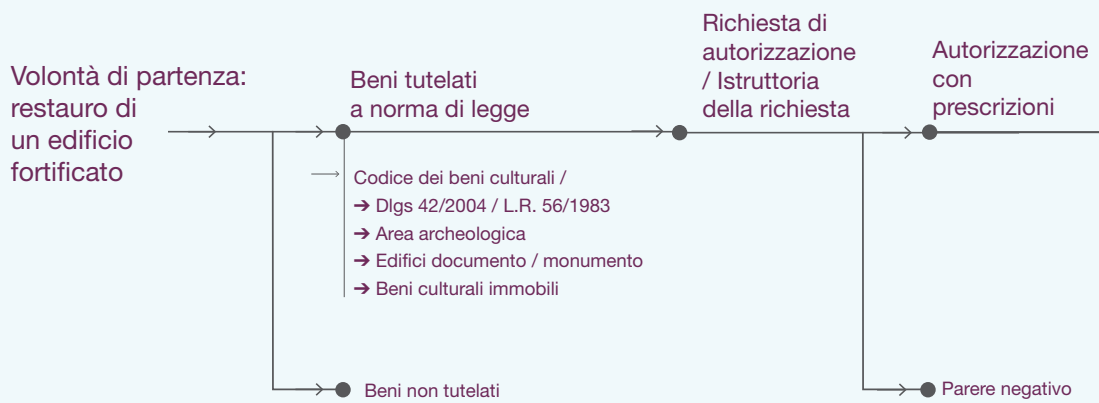 Volontà di partenza:
restauro di
un edificio
fortificato
Beni tutelati
a norma di legge
Codice dei beni culturali /
➔ Dlgs 42/2004 / L.R. 56/1983
➔ Area archeologica
➔ Edifici documento / monumento
➔ Beni culturali immobili
Beni non tutelati
Richiesta di
autorizzazione
/ Istruttoria
della richiesta
Autorizzazione
con
prescrizioni
Parere negativo